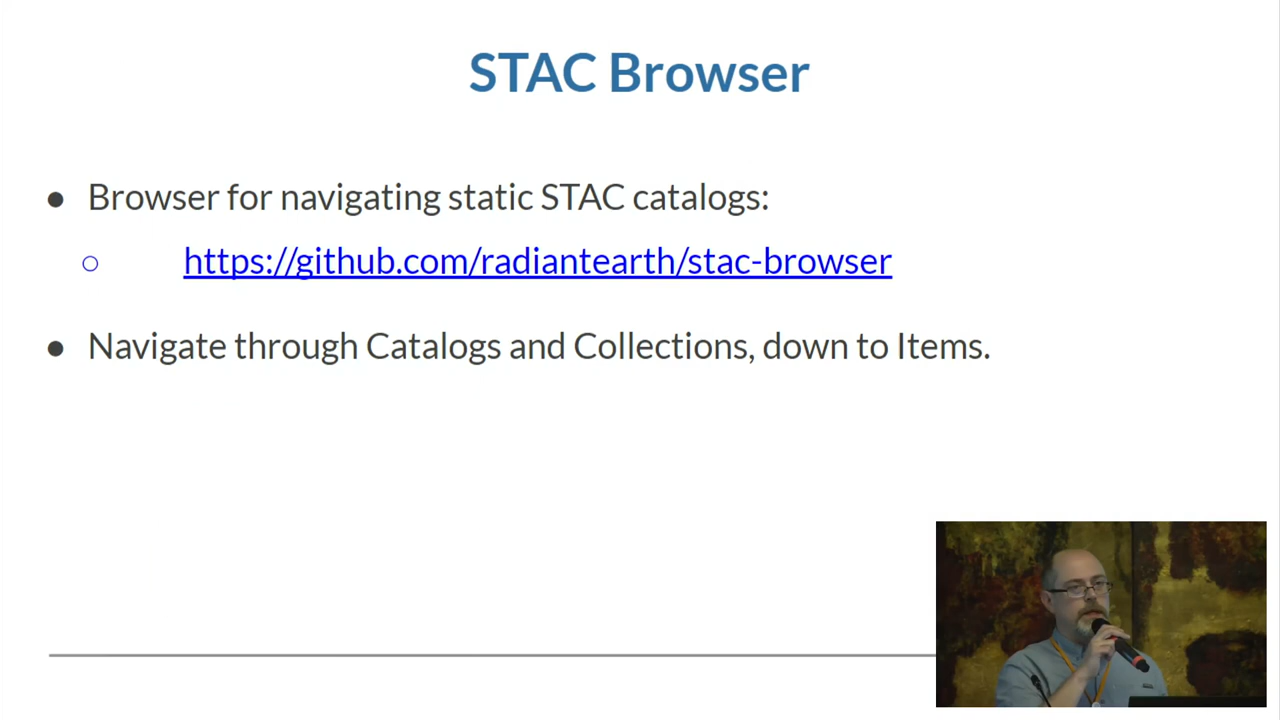 STAC Browser
● Browser for navigating static STAC catalogs:
○ https://github.com/radiantearth/stac-browser
● Navigate through Catalogs and Collections, down to Items.